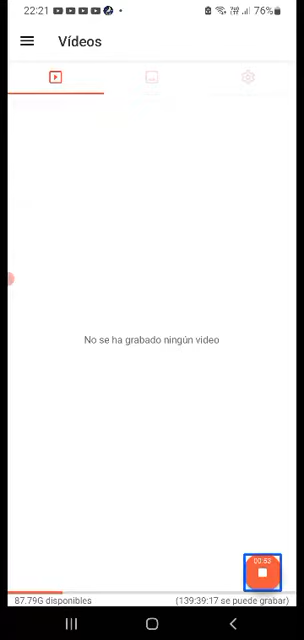 22:21
76%
Vídeos
No se ha grabado ningún video
00:03
87.79G disponibles
(139:39:17 se puede grabar)